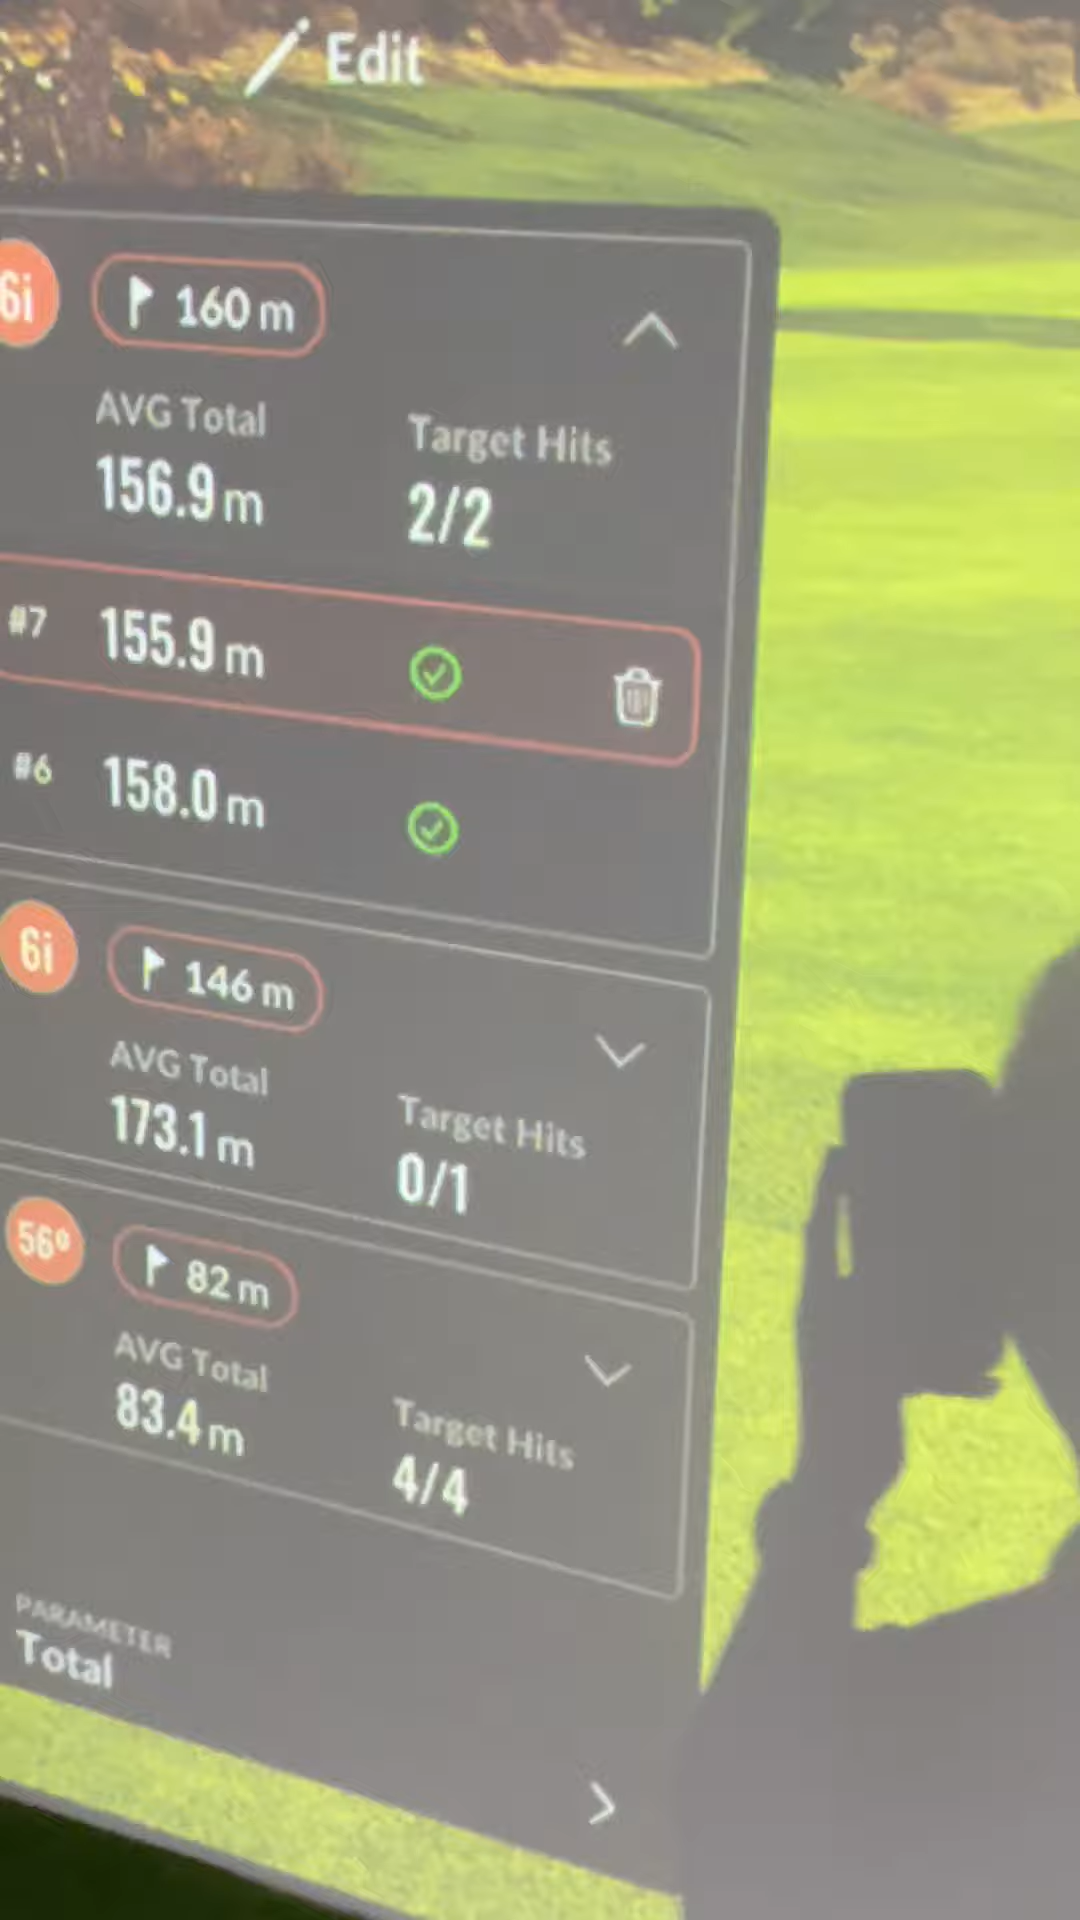 Edit
6i 160 m
AVG Total Target Hits
156.9 m 2/2
#7 155.9 m
#6 158.0 m
6i 146 m
AVG Total Target Hits
173.1 m 0/1
56º 82 m
AVG Total Target Hits
83.4 m 4/4
PARAMETER
Total